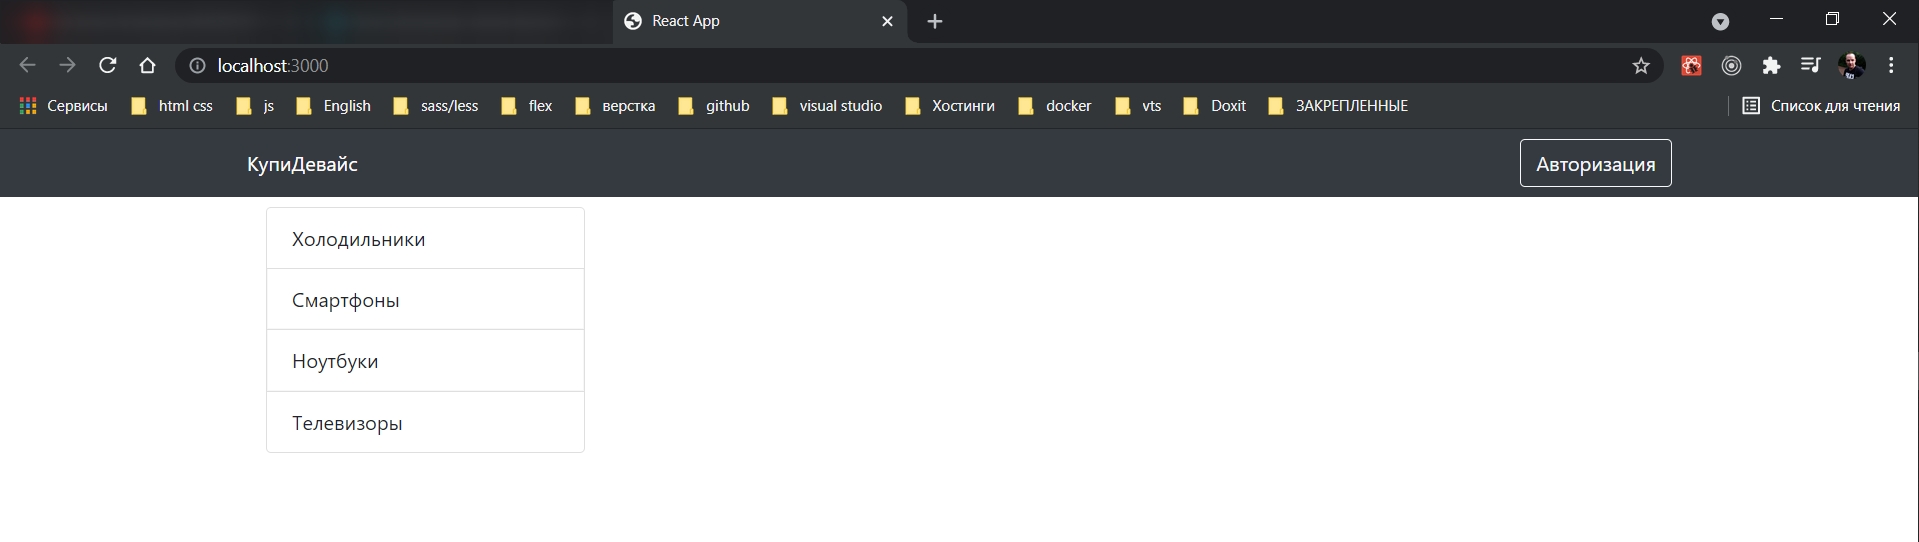 React App
localhost:3000
Сервисы html css js English sass/less flex верстка github visual studio Хостинги docker vts Doxit ЗАКРЕПЛЕННЫЕ Список для чтения
КупиДевайс Авторизация
Холодильники
Смартфоны
Ноутбуки
Телевизоры